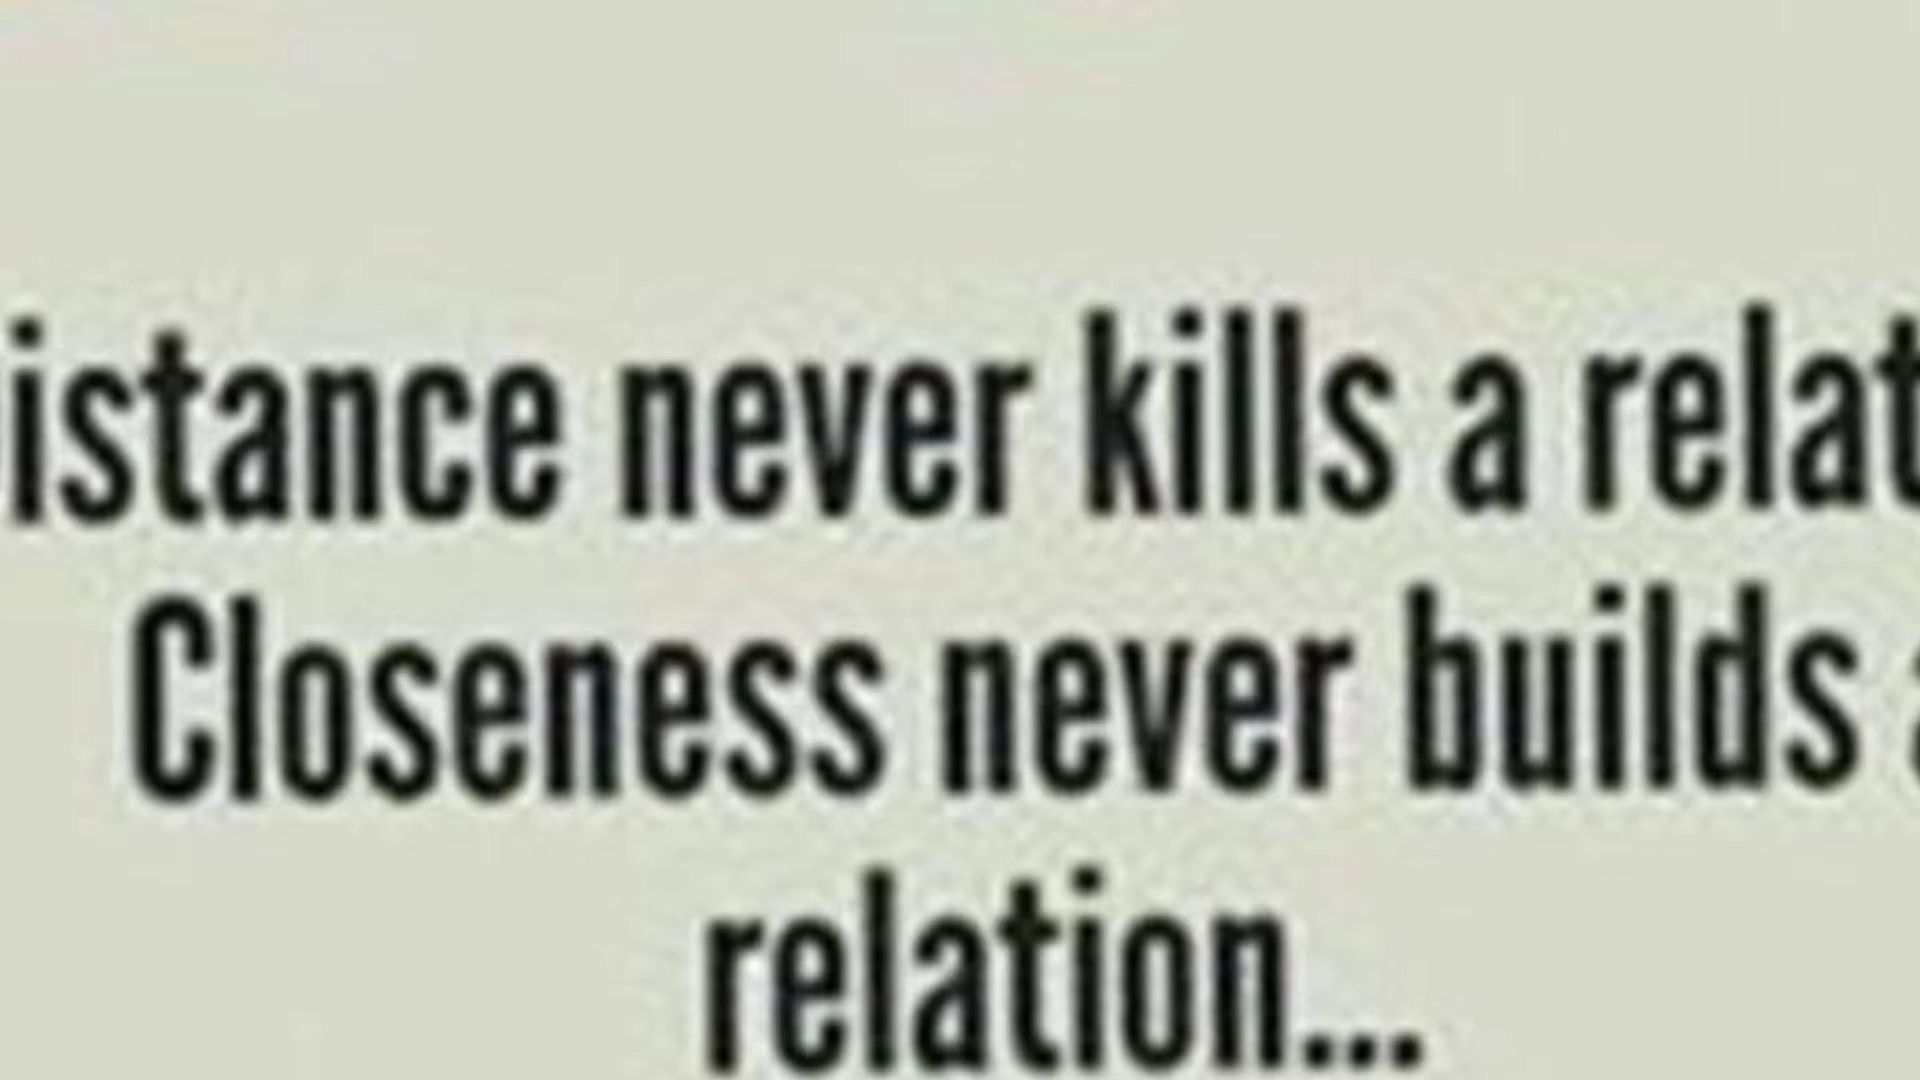 istance never kills a relat
Closeness never builds a
relation...